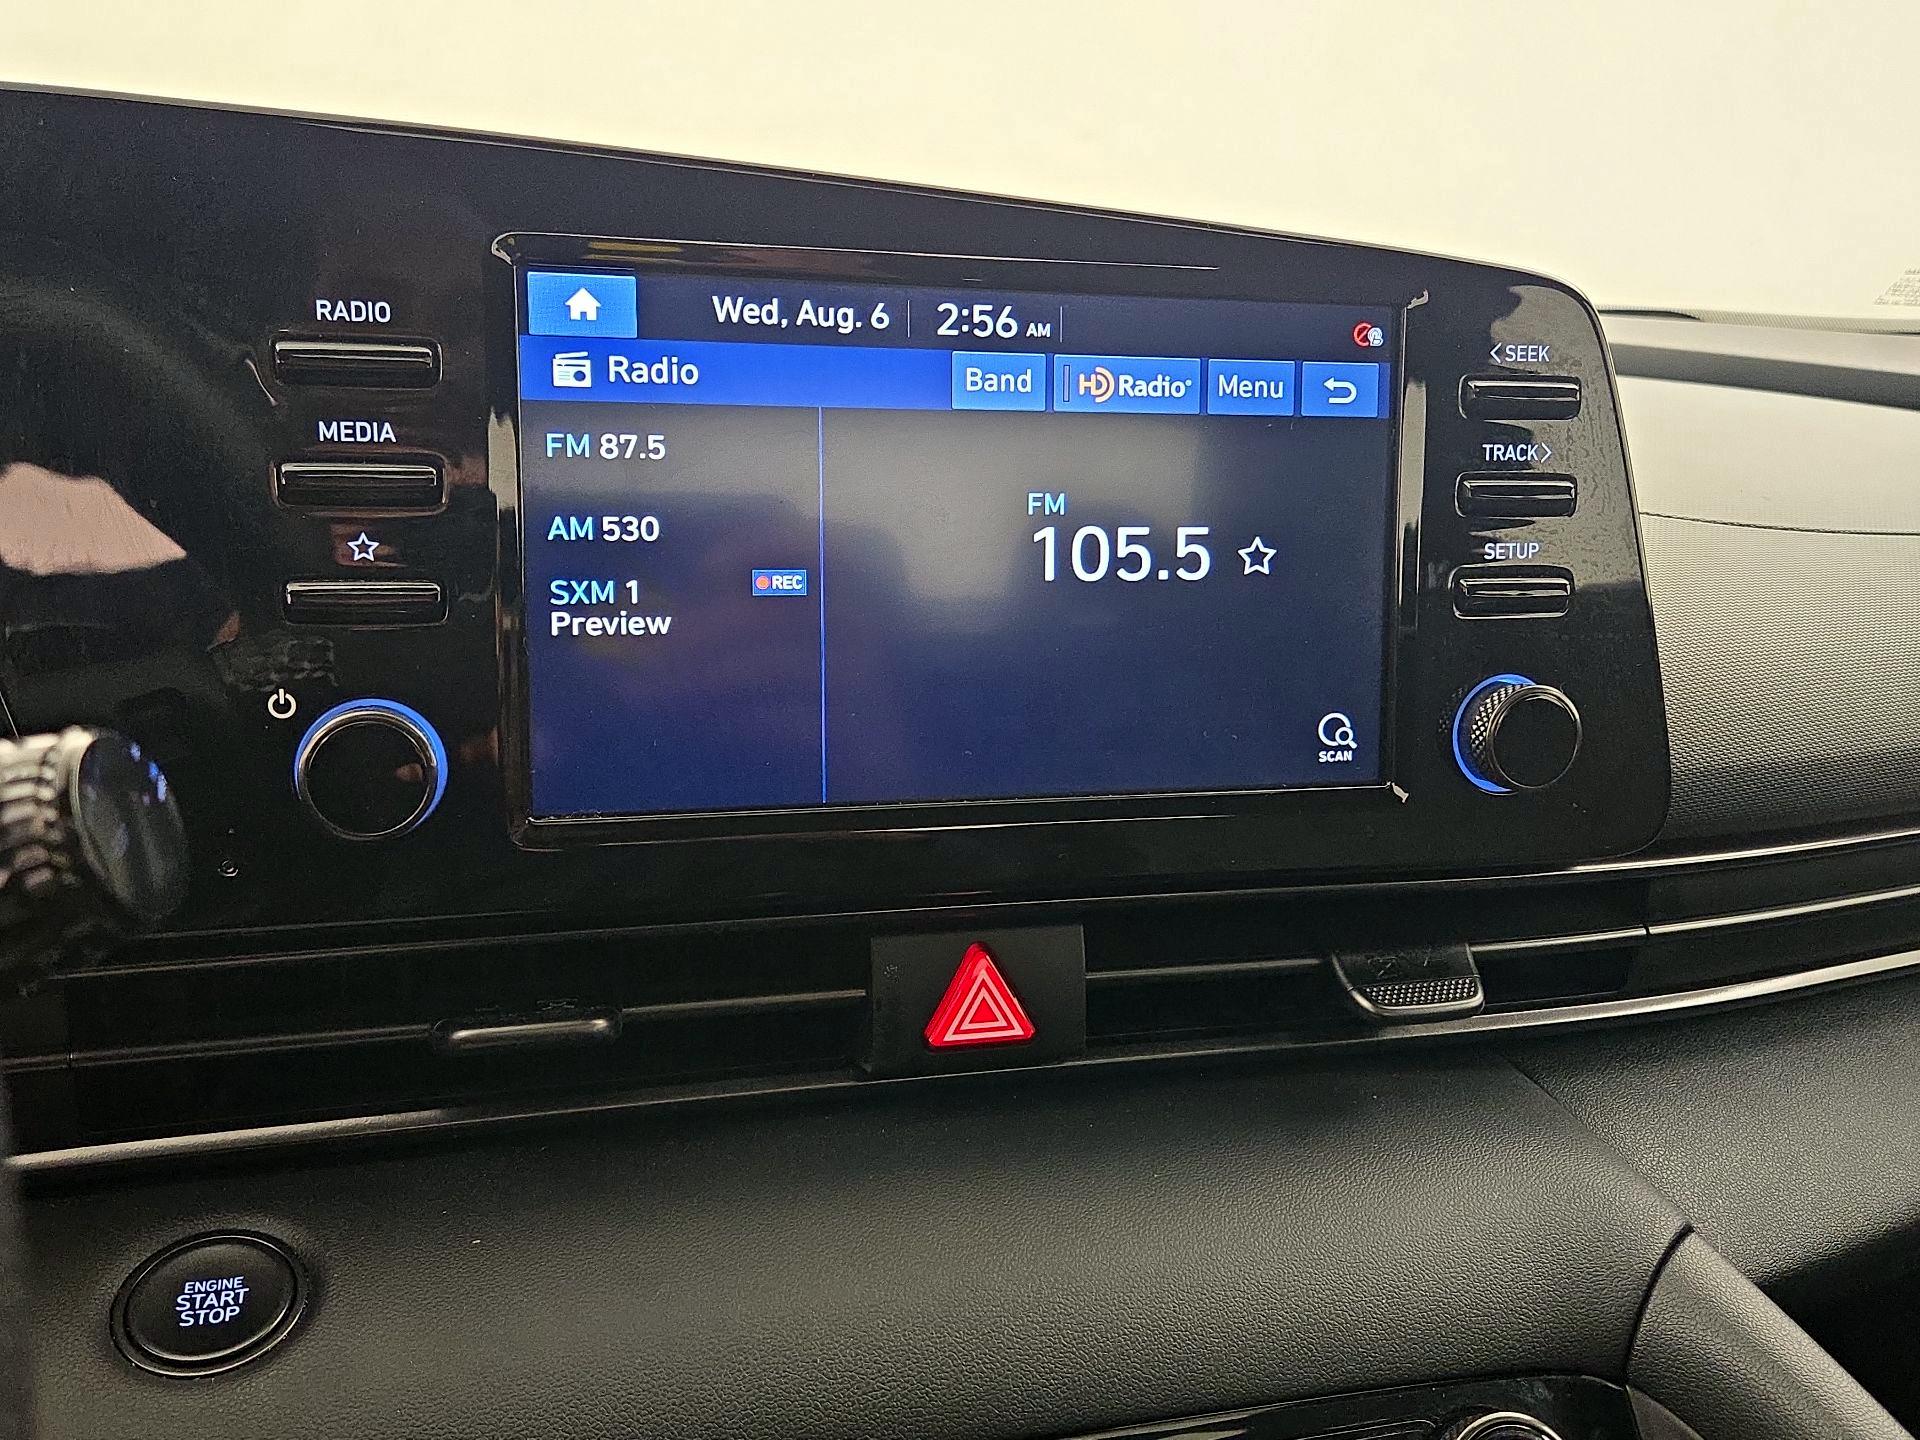 RADIO
MEDIA
Wed, Aug. 6
2:56 AM
Radio
Band
HD Radio
Menu
FM 87.5
AM 530
SXM 1
Preview
REC
FM
105.5
SCAN
<SEEK
TRACK>
SETUP
ENGINE
START
STOP